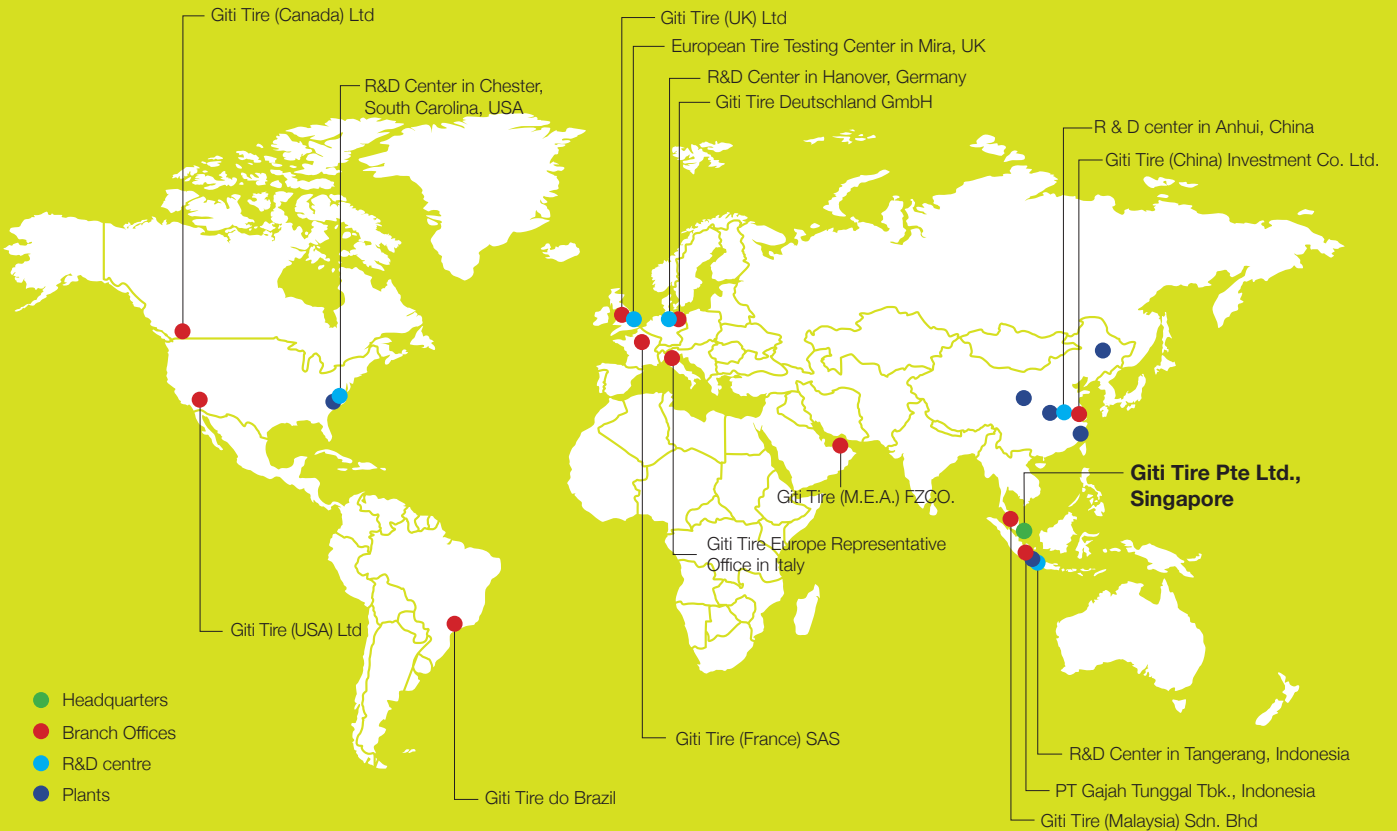 Giti Tire (Canada) Ltd
R&D Center in Chester,
South Carolina, USA
Giti Tire (UK) Ltd
European Tire Testing Center in Mira, UK
R&D Center in Hanover, Germany
Giti Tire Deutschland GmbH
R & D center in Anhui, China
Giti Tire (China) Investment Co. Ltd.
Giti Tire Pte Ltd.,
Singapore
Giti Tire (M.E.A.) FZCO.
Giti Tire Europe Representative
Office in Italy
Giti Tire (USA) Ltd
Giti Tire (France) SAS
Giti Tire do Brazil
R&D Center in Tangerang, Indonesia
PT Gajah Tunggal Tbk., Indonesia
Giti Tire (Malaysia) Sdn. Bhd
Headquarters
Branch Offices
R&D centre
Plants